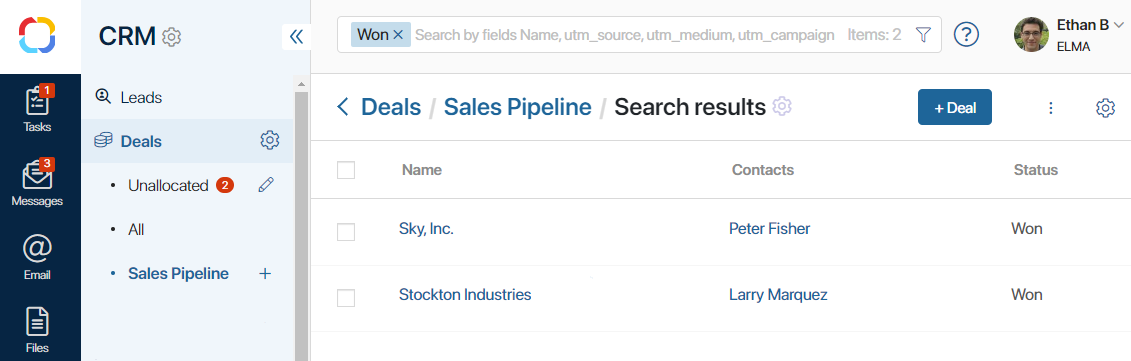 CRM
Won × Search by fields Name, utm_source, utm_medium, utm_campaign Items: 2
?
Ethan B
ELMA
1
Tasks
3
Messages
@
Email
Files
Leads
Deals
• Unallocated 2
• All
• Sales Pipeline +
Deals / Sales Pipeline / Search results
+ Deal
Name Contacts Status
Sky, Inc. Peter Fisher Won
Stockton Industries Larry Marquez Won